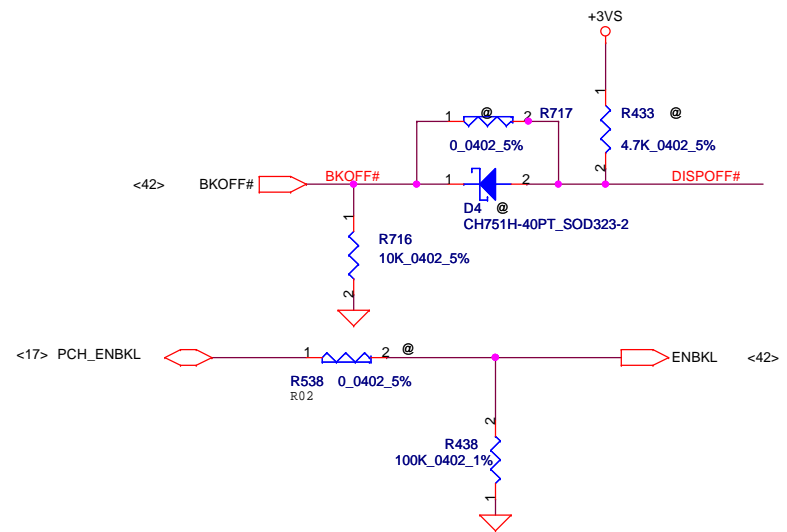 +3VS
1 @ 2 R717
0_0402_5%
1 R433 @
4.7K_0402_5%
2
<42> BKOFF# BKOFF# 1 2 DISPOFF#
D4 @
CH751H-40PT_SOD323-2
1
R716
10K_0402_5%
2
<17> PCH_ENBKL 1 2 @ ENBKL <42>
R538 0_0402_5%
R02
2
R438
100K_0402_1%
1